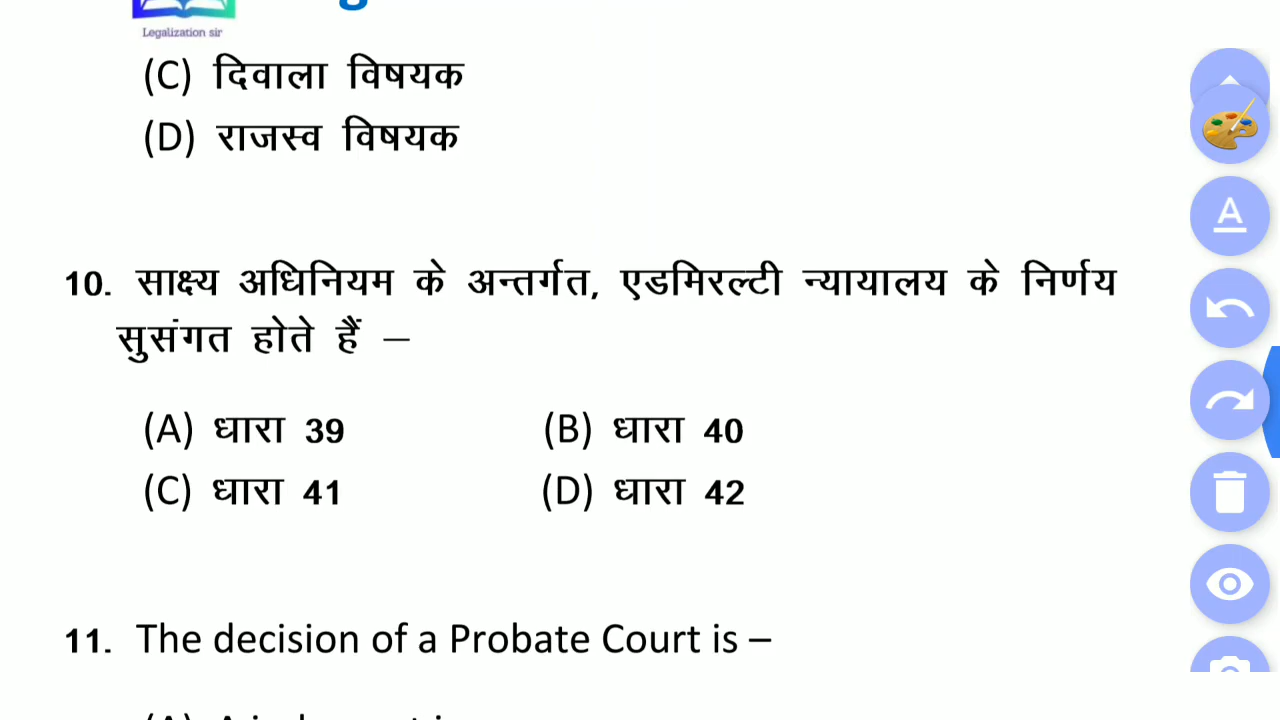 Legalization sir
(C) दिवाला विषयक
(D) राजस्व विषयक
10. साक्ष्य अधिनियम के अन्तर्गत, एडमिरल्टी न्यायालय के निर्णय
सुसंगत होते हैं –
(A) धारा 39 (B) धारा 40
(C) धारा 41 (D) धारा 42
11. The decision of a Probate Court is –